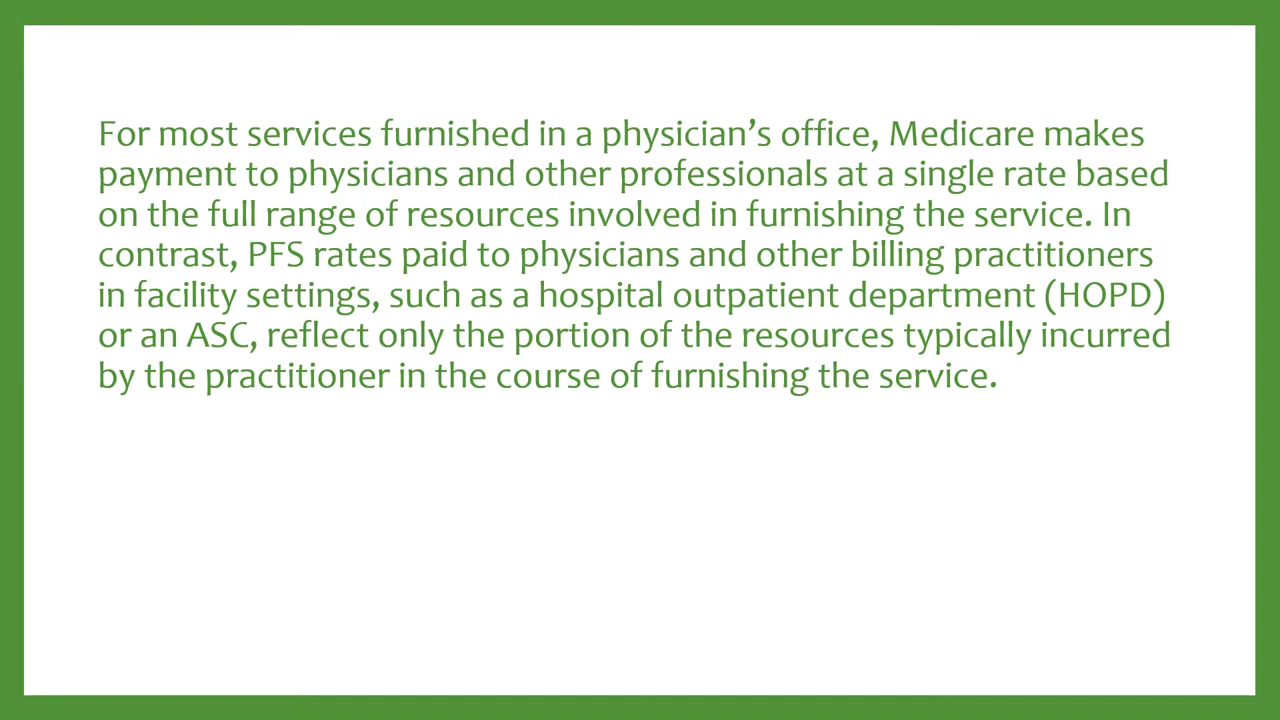 For most services furnished in a physician’s office, Medicare makes
payment to physicians and other professionals at a single rate based
on the full range of resources involved in furnishing the service. In
contrast, PFS rates paid to physicians and other billing practitioners
in facility settings, such as a hospital outpatient department (HOPD)
or an ASC, reflect only the portion of the resources typically incurred
by the practitioner in the course of furnishing the service.